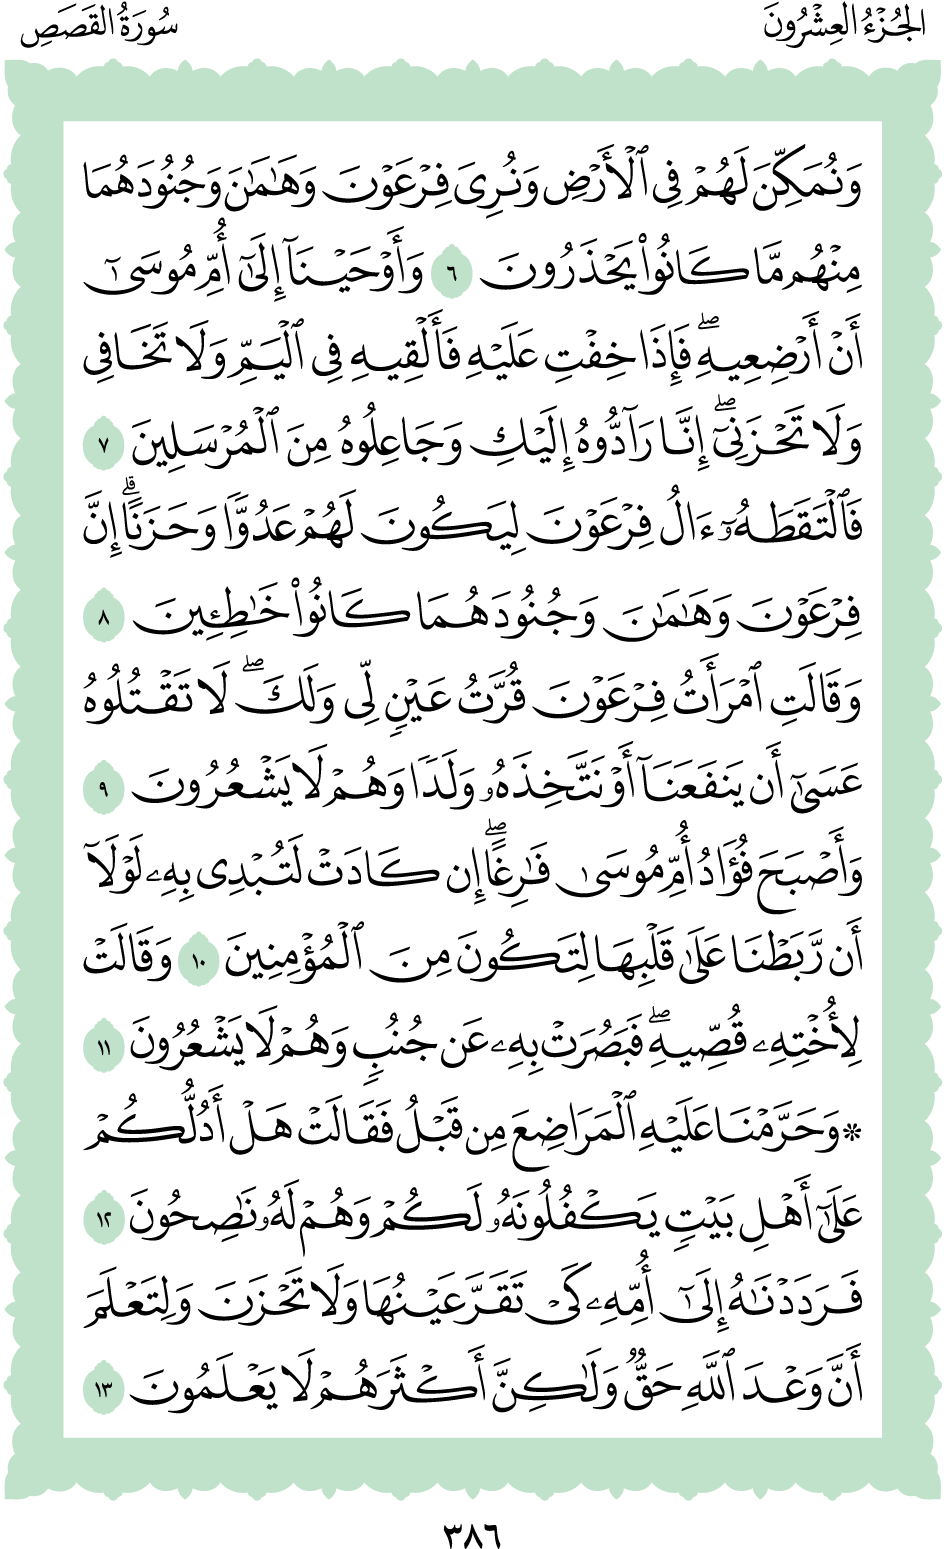 الجُزْءُ العِشْرُونَ
سُورَةُ القَصَصِ
وَنُمَكِّنَ لَهُمْ فِي ٱلْأَرْضِ وَنُرِىَ فِرْعَوْنَ وَهَٰمَٰنَ وَجُنُودَهُمَا
مِنْهُم مَّا كَانُوا۟ يَحْذَرُونَ ٦ وَأَوْحَيْنَآ إِلَىٰٓ أُمِّ مُوسَىٰٓ
أَنْ أَرْضِعِيهِ ۖ فَإِذَا خِفْتِ عَلَيْهِ فَأَلْقِيهِ فِى ٱلْيَمِّ وَلَا تَخَافِى
وَلَا تَحْزَنِىٓ ۖ إِنَّا رَآدُّوهُ إِلَيْكِ وَجَاعِلُوهُ مِنَ ٱلْمُرْسَلِينَ ٧
فَٱلْتَقَطَهُۥٓ ءَالُ فِرْعَوْنَ لِيَكُونَ لَهُمْ عَدُوًّا وَحَزَنًا ۗ إِنَّ
فِرْعَوْنَ وَهَٰمَٰنَ وَجُنُودَهُمَا كَانُوا۟ خَٰطِـِٔينَ ٨
وَقَالَتِ ٱمْرَأَتُ فِرْعَوْنَ قُرَّتُ عَيْنٍ لِّى وَلَكَ ۖ لَا تَقْتُلُوهُ
عَسَىٰٓ أَن يَنفَعَنَآ أَوْ نَتَّخِذَهُۥ وَلَدًا وَهُمْ لَا يَشْعُرُونَ ٩
وَأَصْبَحَ فُؤَادُ أُمِّ مُوسَىٰ فَٰرِغًا ۖ إِن كَادَتْ لَتُبْدِى بِهِۦ لَوْلَآ
أَن رَّبَطْنَا عَلَىٰ قَلْبِهَا لِتَكُونَ مِنَ ٱلْمُؤْمِنِينَ ١٠ وَقَالَتْ
لِأُخْتِهِۦ قُصِّيهِ ۖ فَبَصُرَتْ بِهِۦ عَن جُنُبٍ وَهُمْ لَا يَشْعُرُونَ ١١
* وَحَرَّمْنَا عَلَيْهِ ٱلْمَرَاضِعَ مِن قَبْلُ فَقَالَتْ هَلْ أَدُلُّكُمْ
عَلَىٰٓ أَهْلِ بَيْتٍ يَكْفُلُونَهُۥ لَكُمْ وَهُمْ لَهُۥ نَٰصِحُونَ ١٢
فَرَدَدْنَٰهُ إِلَىٰٓ أُمِّهِۦ كَىْ تَقَرَّ عَيْنُهَا وَلَا تَحْزَنَ وَلِتَعْلَمَ
أَنَّ وَعْدَ ٱللَّهِ حَقٌّ وَلَٰكِنَّ أَكْثَرَهُمْ لَا يَعْلَمُونَ ١٣
٣٨٦